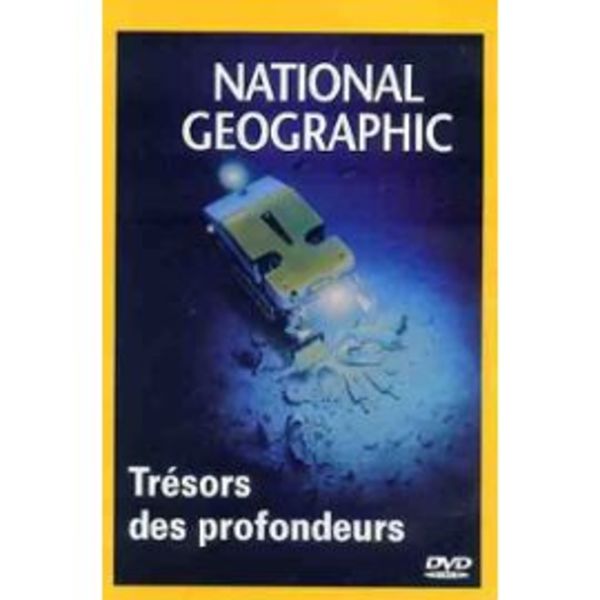 NATIONAL
GEOGRAPHIC
Trésors
des profondeurs
DVD